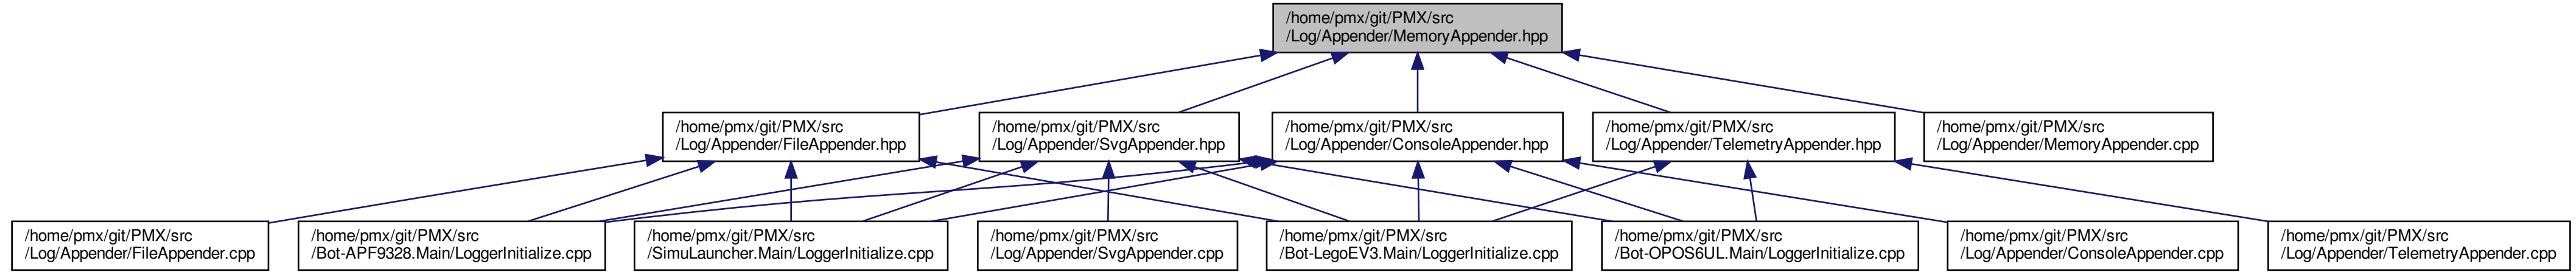 /home/pmx/git/PMX/src
/Log/Appender/MemoryAppender.hpp
/home/pmx/git/PMX/src
/Log/Appender/FileAppender.hpp
/home/pmx/git/PMX/src
/Log/Appender/SvgAppender.hpp
/home/pmx/git/PMX/src
/Log/Appender/ConsoleAppender.hpp
/home/pmx/git/PMX/src
/Log/Appender/TelemetryAppender.hpp
/home/pmx/git/PMX/src
/Log/Appender/MemoryAppender.cpp
/home/pmx/git/PMX/src
/Log/Appender/FileAppender.cpp
/home/pmx/git/PMX/src
/Bot-APF9328.Main/LoggerInitialize.cpp
/home/pmx/git/PMX/src
/SimuLauncher.Main/LoggerInitialize.cpp
/home/pmx/git/PMX/src
/Log/Appender/SvgAppender.cpp
/home/pmx/git/PMX/src
/Bot-LegoEV3.Main/LoggerInitialize.cpp
/home/pmx/git/PMX/src
/Bot-OPOS6UL.Main/LoggerInitialize.cpp
/home/pmx/git/PMX/src
/Log/Appender/ConsoleAppender.cpp
/home/pmx/git/PMX/src
/Log/Appender/TelemetryAppender.cpp